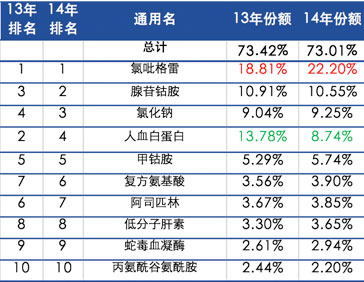 13年排名 14年排名 通用名 13年份额 14年份额
总计 73.42% 73.01%
1 1 氯吡格雷 18.81% 22.20%
3 2 腺苷钴胺 10.91% 10.55%
4 3 氯化钠 9.04% 9.25%
2 4 人血白蛋白 13.78% 8.74%
5 5 甲钴胺 5.29% 5.74%
7 6 复方氨基酸 3.56% 3.90%
6 7 阿司匹林 3.67% 3.85%
8 8 低分子肝素 3.30% 3.65%
9 9 蛇毒血凝酶 2.61% 2.94%
10 10 丙氨酰谷氨酰胺 2.44% 2.20%